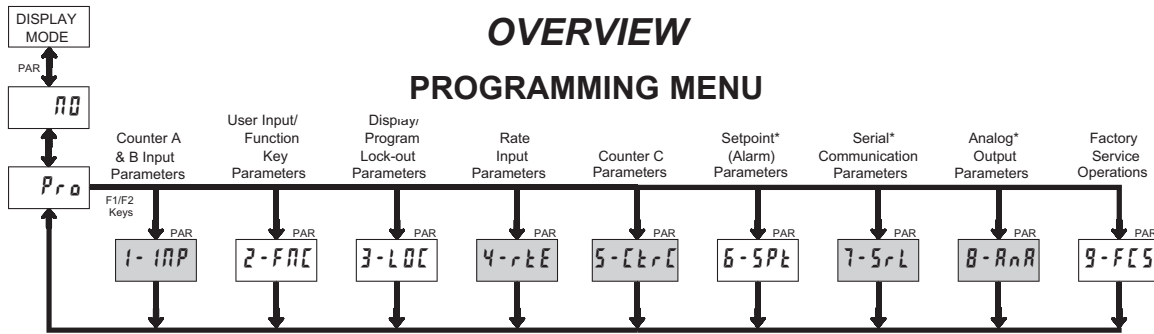 DISPLAY
MODE
OVERVIEW
PAR
PROGRAMMING MENU
NO
Counter A
& B Input
Parameters
User Input/
Function
Key
Parameters
Display/
Program
Lock-out
Parameters
Rate
Input
Parameters
Counter C
Parameters
Setpoint*
(Alarm)
Parameters
Serial*
Communication
Parameters
Analog*
Output
Parameters
Factory
Service
Operations
Pro
F1/F2
Keys
PAR PAR PAR PAR PAR PAR PAR PAR PAR
1-INP 2-FNC 3-LOC 4-rtE 5-CtrC 6-SPt 7-SrL 8-AnA 9-FCS